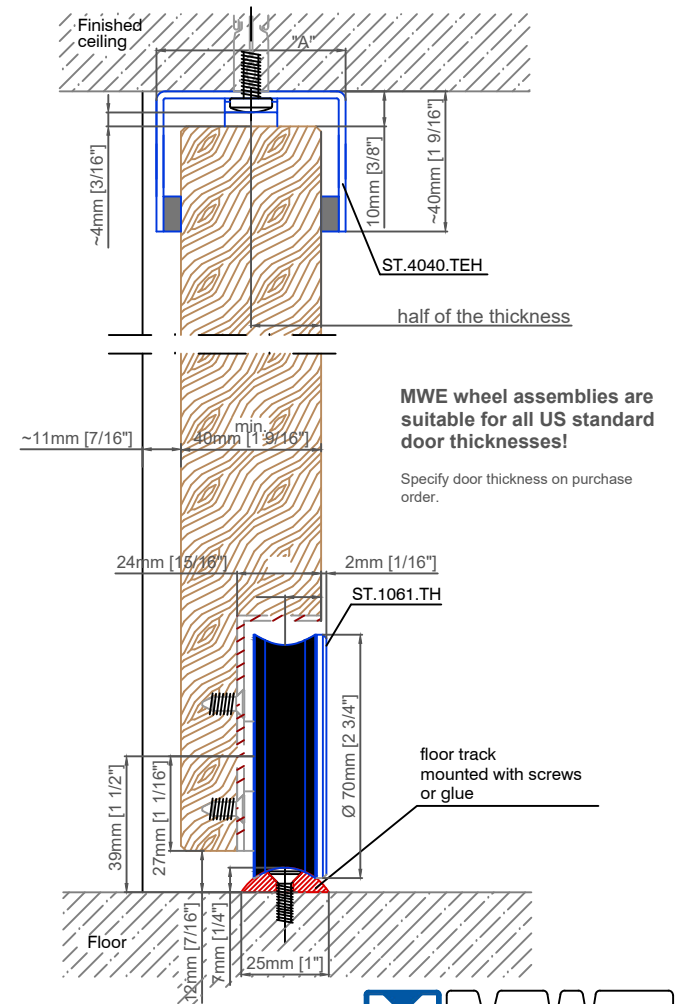 Finished
ceiling
"A"
~4mm [3/16"]
10mm [3/8"]
~40mm [1 9/16"]
ST.4040.TEH
half of the thickness
MWE wheel assemblies are
suitable for all US standard
door thicknesses!
Specify door thickness on purchase
order.
~11mm [7/16"]
min.
40mm [1 9/16"]
24mm [15/16"]
2mm [1/16"]
ST.1061.TH
Ø 70mm [2 3/4"]
floor track
mounted with screws
or glue
39mm [1 1/2"]
27mm [1 1/16"]
12mm [7/16"]
7mm [1/4"]
25mm [1"]
Floor